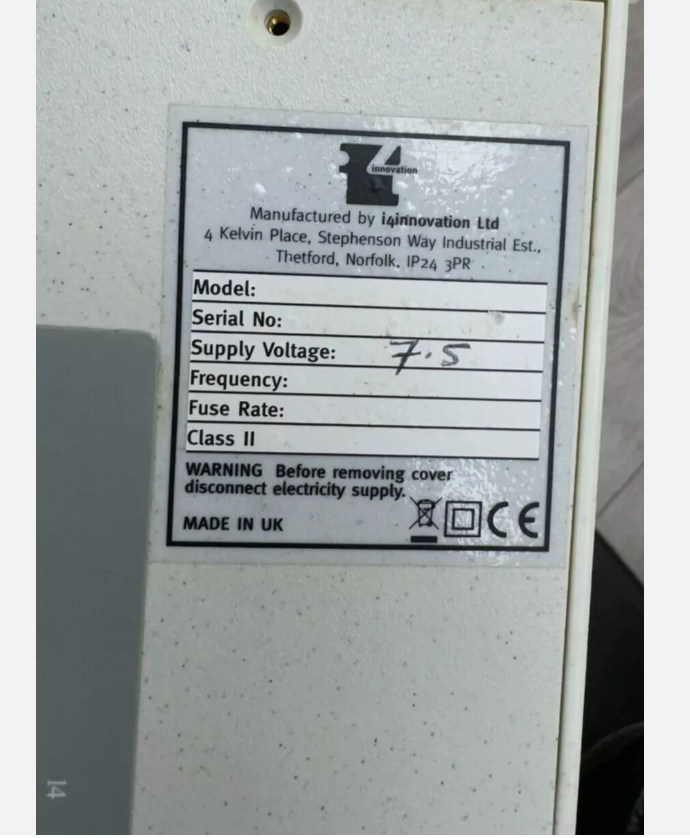 i4
innovation
Manufactured by i4innovation Ltd
4 Kelvin Place, Stephenson Way Industrial Est.,
Thetford, Norfolk, IP24 3PR
Model:
Serial No:
Supply Voltage: 7.5
Frequency:
Fuse Rate:
Class II
WARNING Before removing cover
disconnect electricity supply.
MADE IN UK CE
14